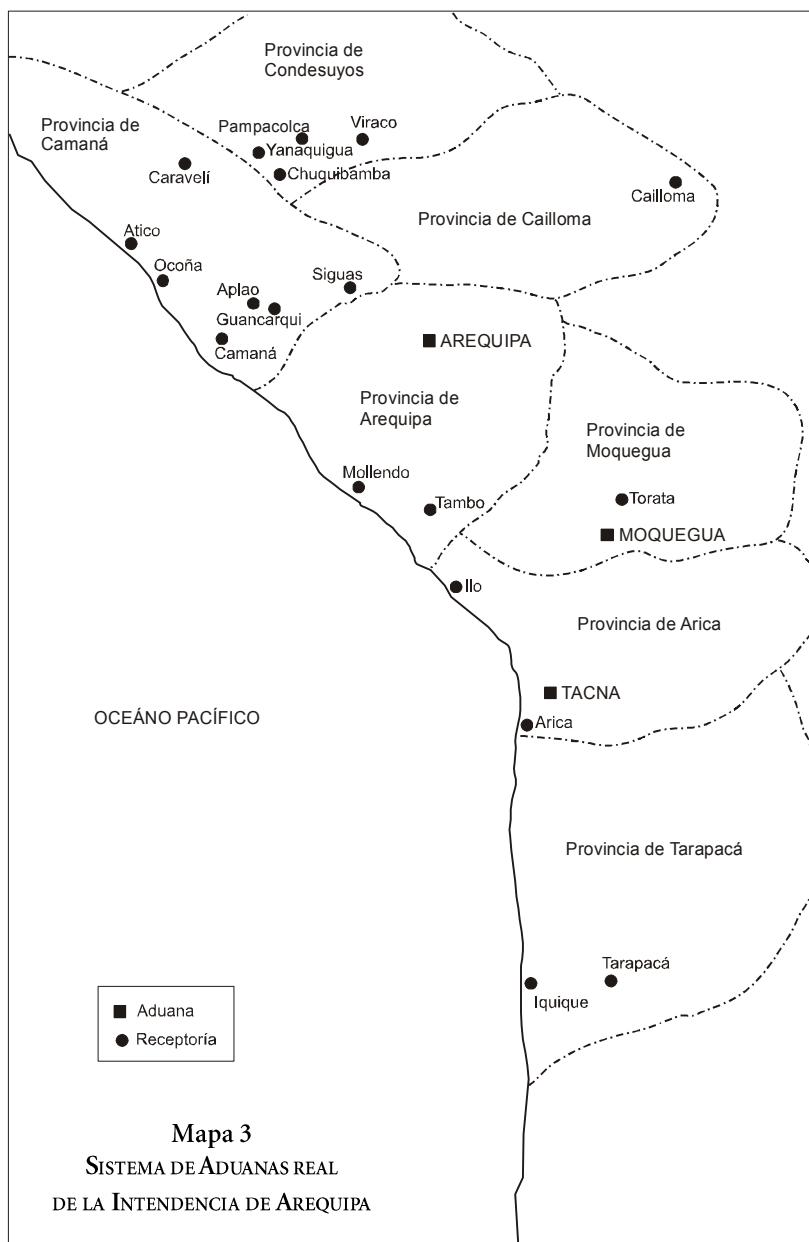 Provincia de
Condesuyos
Provincia de
Camaná
Pampacolca
Viraco
Yanaquigua
Chuquibamba
Caravelí
Cailloma
Provincia de Cailloma
Atico
Ocoña
Siguas
Aplao
Guancarqui
Camaná
AREQUIPA
Provincia de
Arequipa
Provincia de
Moquegua
Mollendo
Tambo
Torata
MOQUEGUA
Ilo
Provincia de Arica
TACNA
OCEÁNO PACÍFICO
Arica
Provincia de Tarapacá
Tarapacá
Iquique
Aduana
Receptoría
Mapa 3
SISTEMA DE ADUANAS REAL
DE LA INTENDENCIA DE AREQUIPA